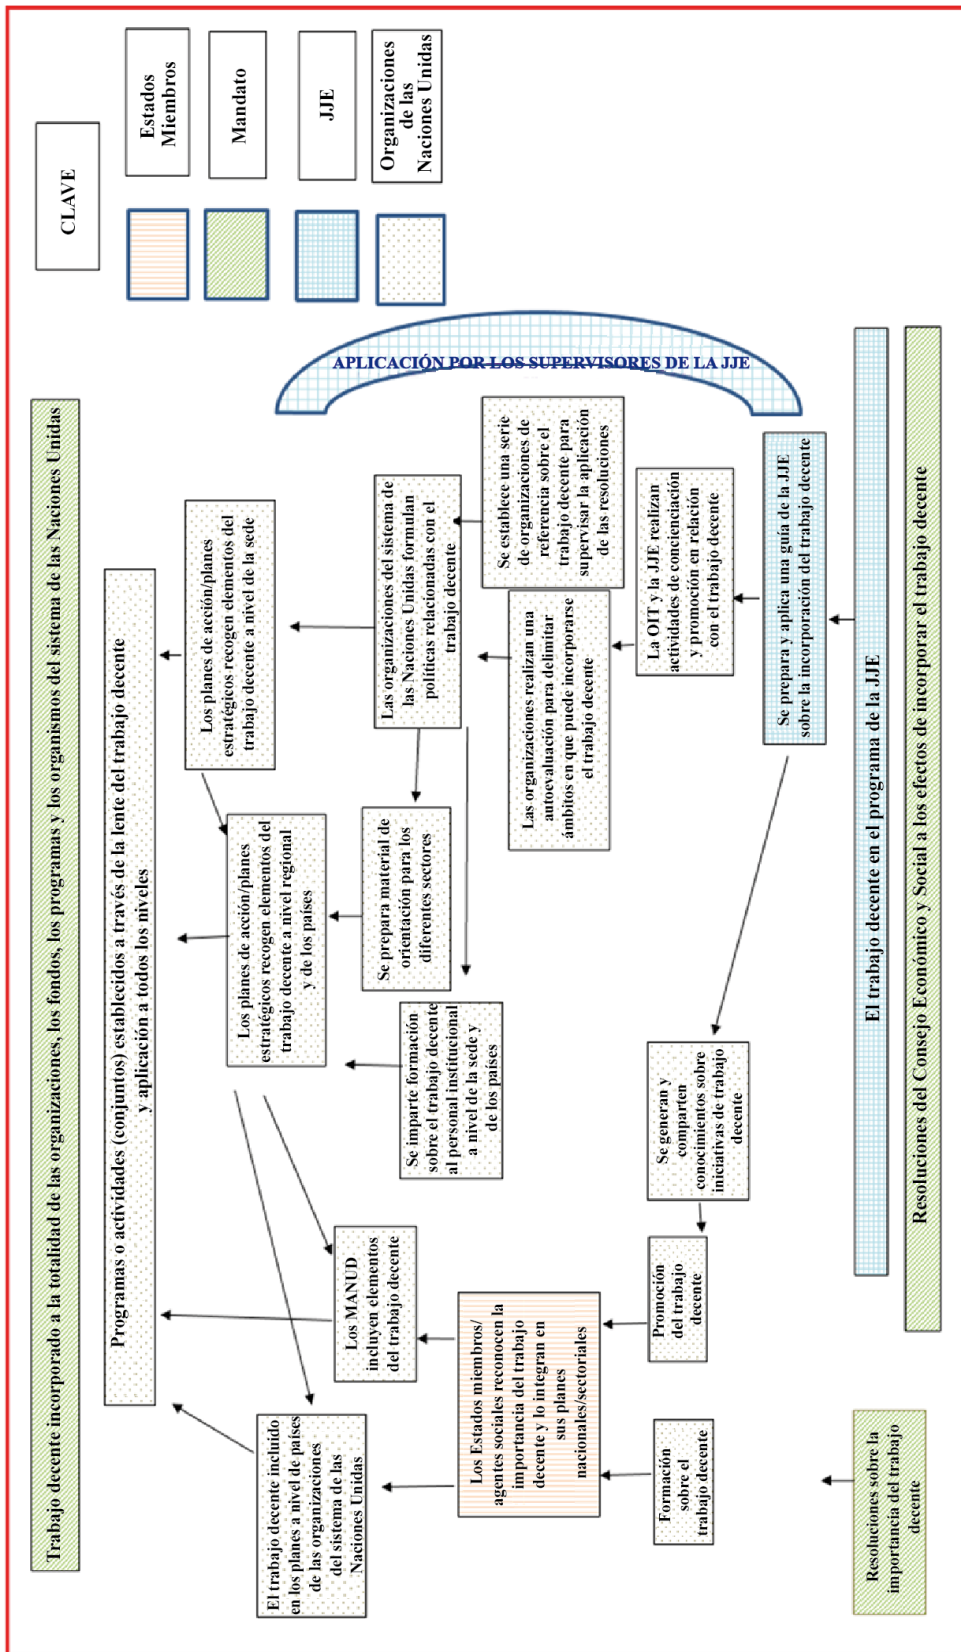 CLAVE
Estados
Miembros
Mandato
JJE
Organizaciones
de las
Naciones Unidas
Trabajo decente incorporado a la totalidad de las organizaciones, los fondos, los programas y los organismos del sistema de las Naciones Unidas
Programas o actividades (conjuntos) establecidos a través de la lente del trabajo decente
y aplicación a todos los niveles
Los planes de acción/planes
estratégicos recogen elementos del
trabajo decente a nivel de la sede
Los planes de acción/planes
estratégicos recogen elementos del
trabajo decente a nivel regional
y de los países
Los MANUD
incluyen elementos
del trabajo decente
El trabajo decente incluido
en los planes a nivel de países
de las organizaciones
del sistema de las
Naciones Unidas
APLICACIÓN POR LOS SUPERVISORES DE LA JJE
Las organizaciones del sistema de
las Naciones Unidas formulan
políticas relacionadas con el
trabajo decente
Se prepara material de
orientación para los
diferentes sectores
Se imparte formación
sobre el trabajo decente
al personal institucional
a nivel de la sede y
de los países
Los Estados miembros/
agentes sociales reconocen la
importancia del trabajo
decente y lo integran en
sus planes
nacionales/sectoriales
Se establece una serie
de organizaciones de
referencia sobre el
trabajo decente para
supervisar la aplicación
de las resoluciones
Las organizaciones realizan una
autoevaluación para delimitar
ámbitos en que puede incorporarse
el trabajo decente
La OIT y la JJE realizan
actividades de concienciación
y promoción en relación
con el trabajo decente
Se generan y
comparten
conocimientos sobre
iniciativas de trabajo
decente
Promoción
del trabajo
decente
Formación
sobre el
trabajo decente
Se prepara y aplica una guía de la JJE
sobre la incorporación del trabajo decente
El trabajo decente en el programa de la JJE
Resoluciones del Consejo Económico y Social a los efectos de incorporar el trabajo decente
Resoluciones sobre la
importancia del trabajo
decente